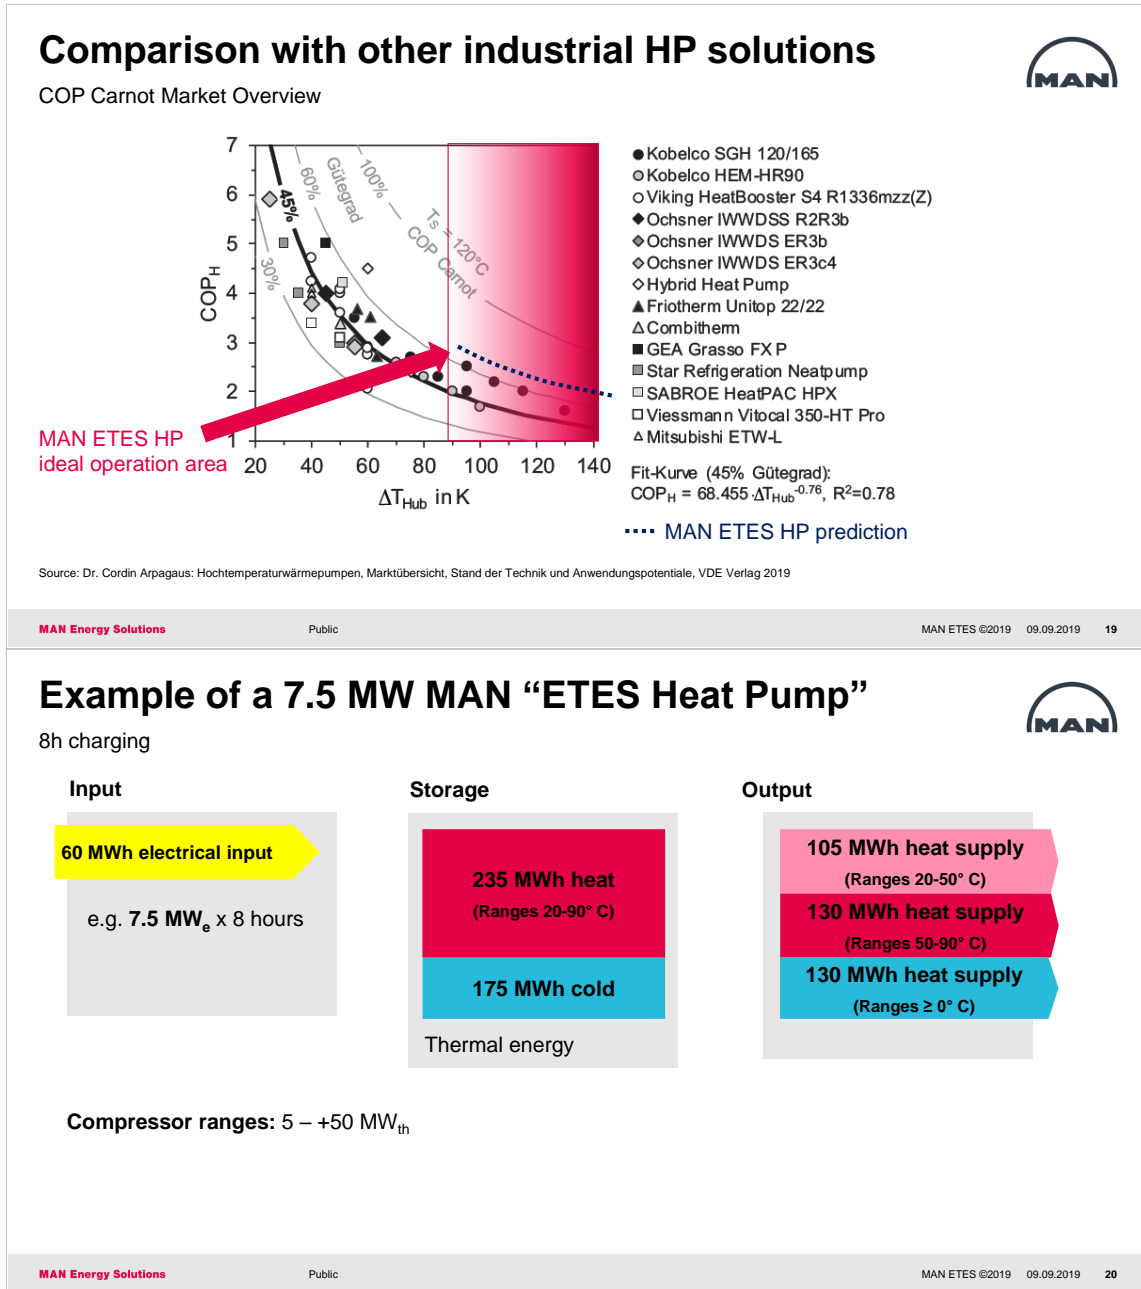 Comparison with other industrial HP solutions
COP Carnot Market Overview
MAN
7
6
5
4
3
2
1
COP_H
20 40 60 80 100 120 140
ΔT_Hub in K
30%
45%
60%
Gütegrad
100%
Ts = 120°C
COP Carnot
MAN ETES HP
ideal operation area
Kobelco SGH 120/165
Kobelco HEM-HR90
Viking HeatBooster S4 R1336mzz(Z)
Ochsner IWWDSS R2R3b
Ochsner IWWDS ER3b
Ochsner IWWDS ER3c4
Hybrid Heat Pump
Friotherm Unitop 22/22
Combitherm
GEA Grasso FX P
Star Refrigeration Neatpump
SABROE HeatPAC HPX
Viessmann Vitocal 350-HT Pro
Mitsubishi ETW-L
Fit-Kurve (45% Gütegrad):
COP_H = 68.455·ΔT_Hub^-0.76, R²=0.78
MAN ETES HP prediction
Source: Dr. Cordin Arpagaus: Hochtemperaturwärmepumpen, Marktübersicht, Stand der Technik und Anwendungspotentiale, VDE Verlag 2019
MAN Energy Solutions Public MAN ETES ©2019 09.09.2019 19
Example of a 7.5 MW MAN “ETES Heat Pump”
8h charging
MAN
Input
60 MWh electrical input
e.g. 7.5 MW_e x 8 hours
Storage
235 MWh heat
(Ranges 20-90° C)
175 MWh cold
Thermal energy
Output
105 MWh heat supply
(Ranges 20-50° C)
130 MWh heat supply
(Ranges 50-90° C)
130 MWh heat supply
(Ranges ≥ 0° C)
Compressor ranges: 5 – +50 MW_th
MAN Energy Solutions Public MAN ETES ©2019 09.09.2019 20